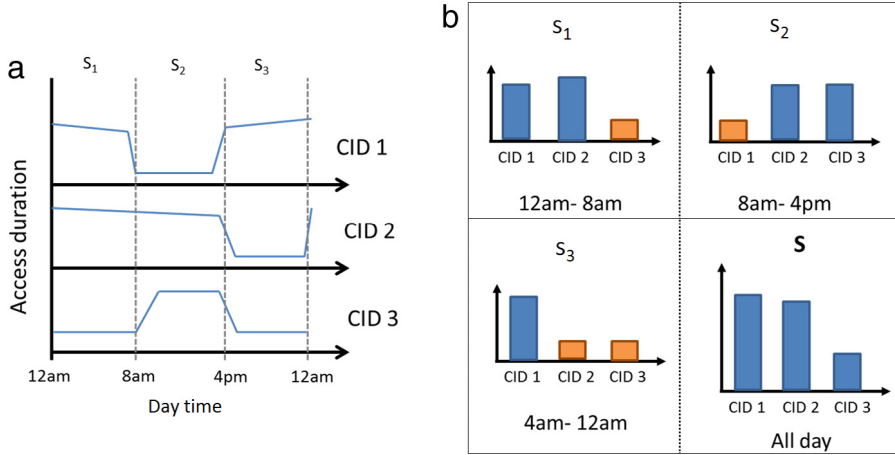 a
S1 S2 S3
Access duration
CID 1
CID 2
CID 3
12am 8am 4pm 12am
Day time
b
S1
CID 1 CID 2 CID 3
12am- 8am
S2
CID 1 CID 2 CID 3
8am- 4pm
S3
CID 1 CID 2 CID 3
4am- 12am
S
CID 1 CID 2 CID 3
All day